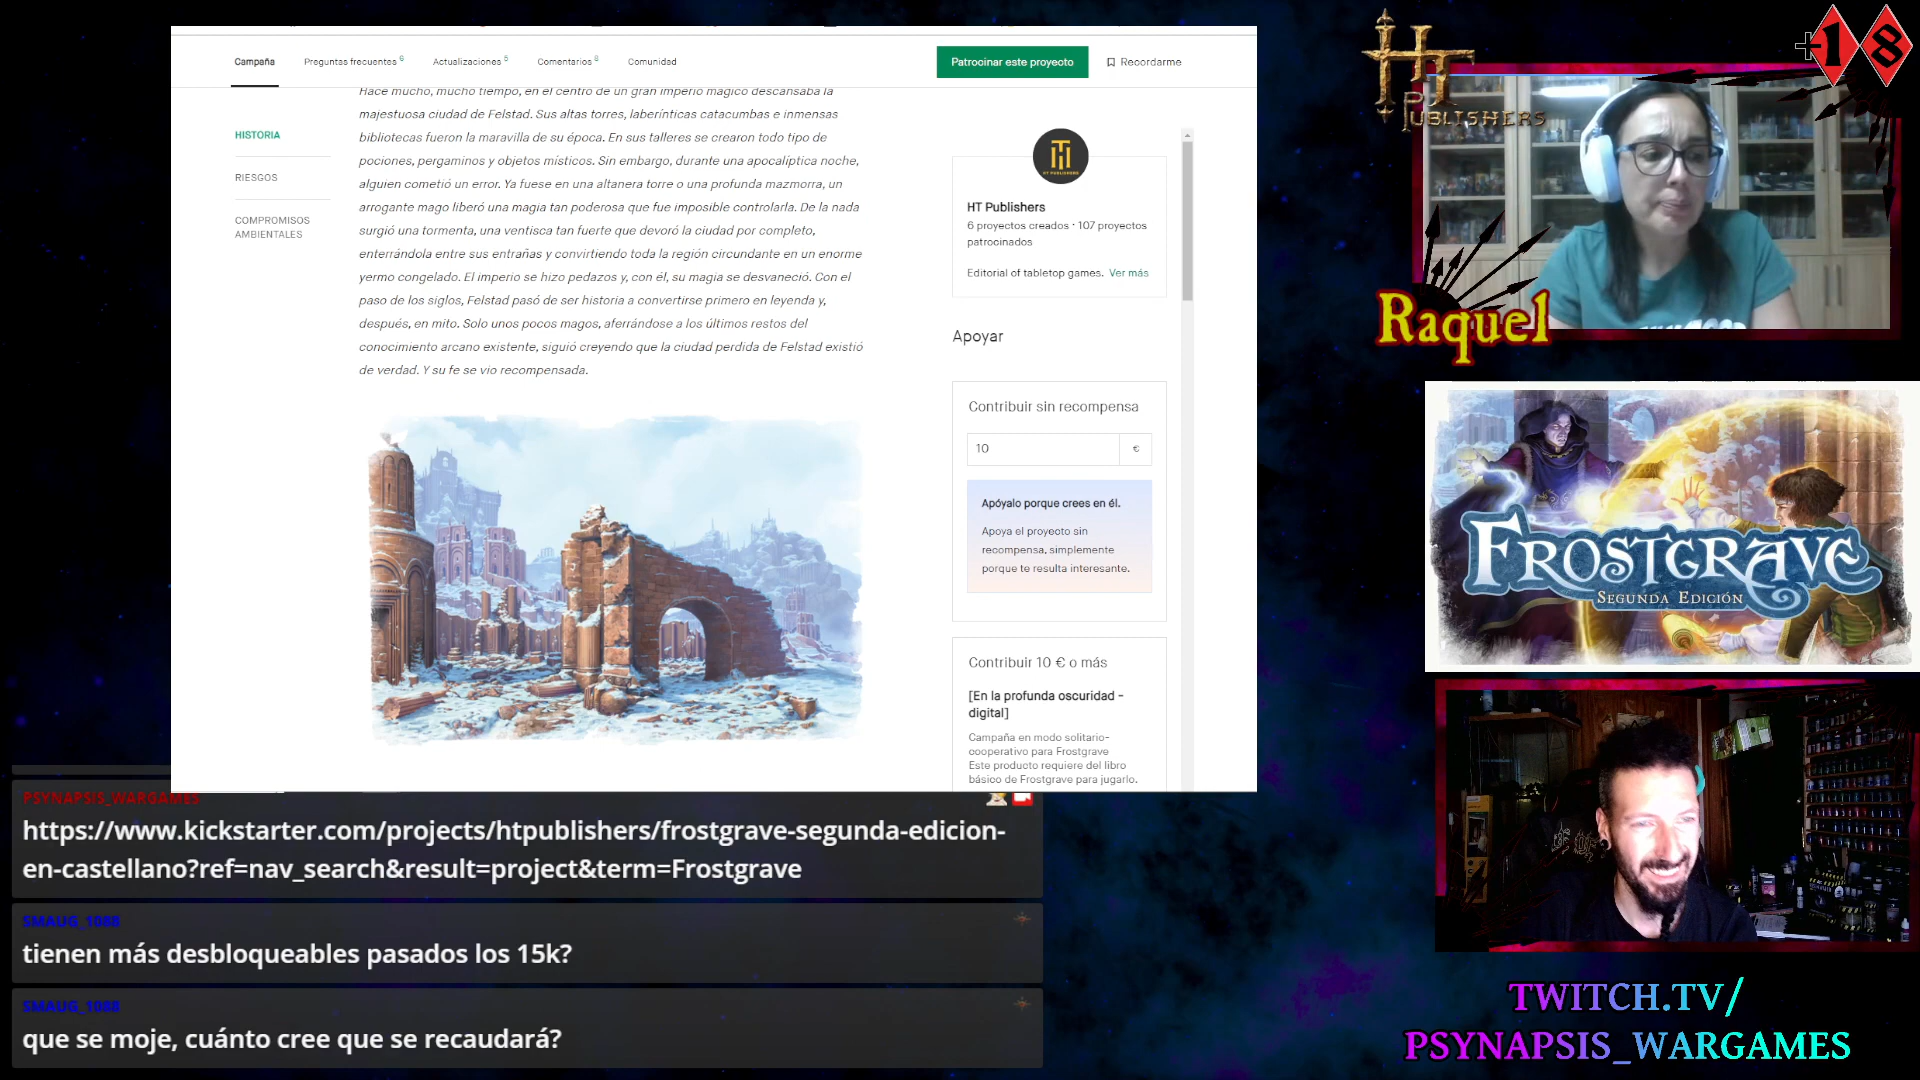 Campaña
Preguntas frecuentes 6
Actualizaciones 5
Comentarios 8
Comunidad
Patrocinar este proyecto
Recordarme
HISTORIA
RIESGOS
COMPROMISOS
AMBIENTALES
Hace mucho, mucho tiempo, en el centro de un gran imperio mágico descansaba la
majestuosa ciudad de Felstad. Sus altas torres, laberínticas catacumbas e inmensas
bibliotecas fueron la maravilla de su época. En sus talleres se crearon todo tipo de
pociones, pergaminos y objetos místicos. Sin embargo, durante una apocalíptica noche,
alguien cometió un error. Ya fuese en una altanera torre o una profunda mazmorra, un
arrogante mago liberó una magia tan poderosa que fue imposible controlarla. De la nada
surgió una tormenta, una ventisca tan fuerte que devoró la ciudad por completo,
enterrándola entre sus entrañas y convirtiendo toda la región circundante en un enorme
yermo congelado. El imperio se hizo pedazos y, con él, su magia se desvaneció. Con el
paso de los siglos, Felstad pasó de ser historia a convertirse primero en leyenda y,
después, en mito. Solo unos pocos magos, aferrándose a los últimos restos del
conocimiento arcano existente, siguió creyendo que la ciudad perdida de Felstad existió
de verdad. Y su fe se vio recompensada.
HT PUBLISHERS
HT Publishers
6 proyectos creados · 107 proyectos
patrocinados
Editorial of tabletop games. Ver más
Apoyar
Contribuir sin recompensa
10 €
Apóyalo porque crees en él.
Apoya el proyecto sin
recompensa, simplemente
porque te resulta interesante.
Contribuir 10 € o más
[En la profunda oscuridad -
digital]
Campaña en modo solitario-
cooperativo para Frostgrave
Este producto requiere del libro
básico de Frostgrave para jugarlo.
HT
PUBLISHERS
+18
Raquel
FROSTGRAVE
SEGUNDA EDICIÓN
PSYNAPSIS_WARGAMES
https://www.kickstarter.com/projects/htpublishers/frostgrave-segunda-edicion-
en-castellano?ref=nav_search&result=project&term=Frostgrave
SMAUG_1088
tienen más desbloqueables pasados los 15k?
SMAUG_1088
que se moje, cuánto cree que se recaudará?
TWITCH.TV/
PSYNAPSIS_WARGAMES